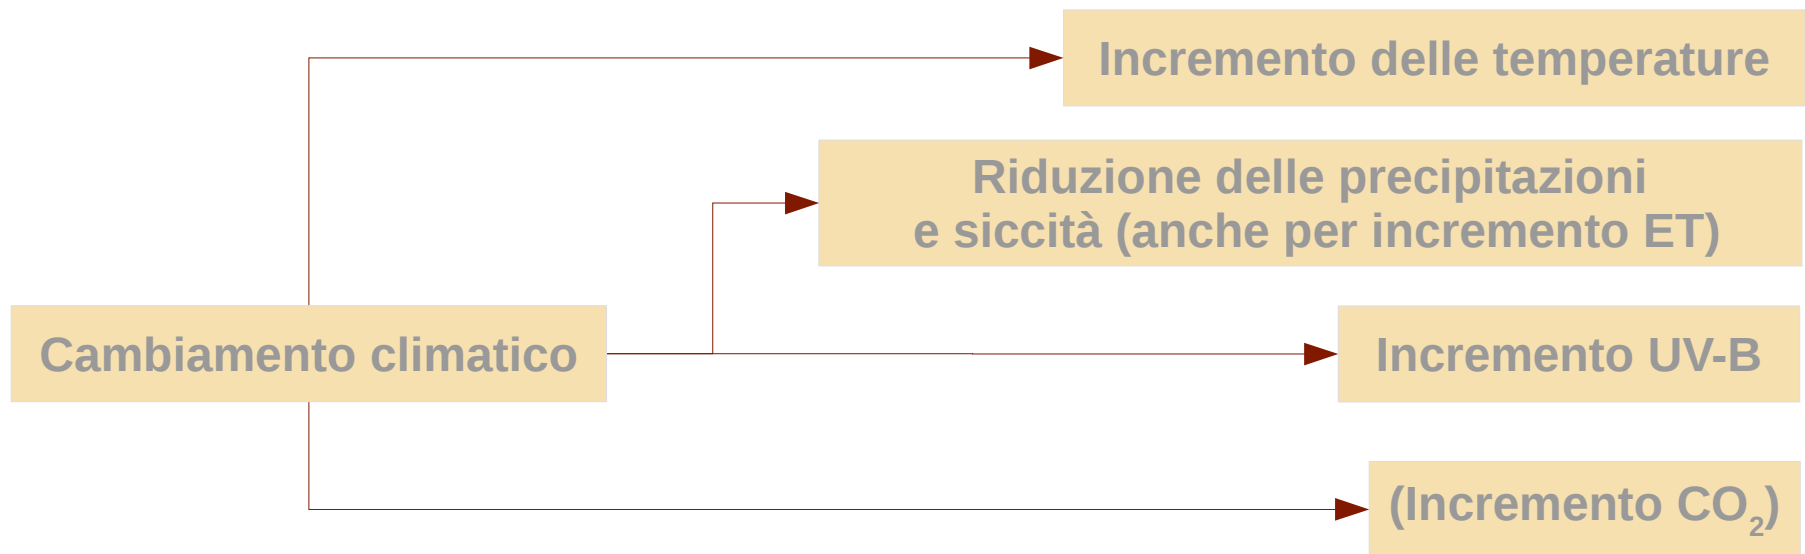 Incremento delle temperature
Riduzione delle precipitazioni
e siccità (anche per incremento ET)
Cambiamento climatico
Incremento UV-B
(Incremento CO₂)